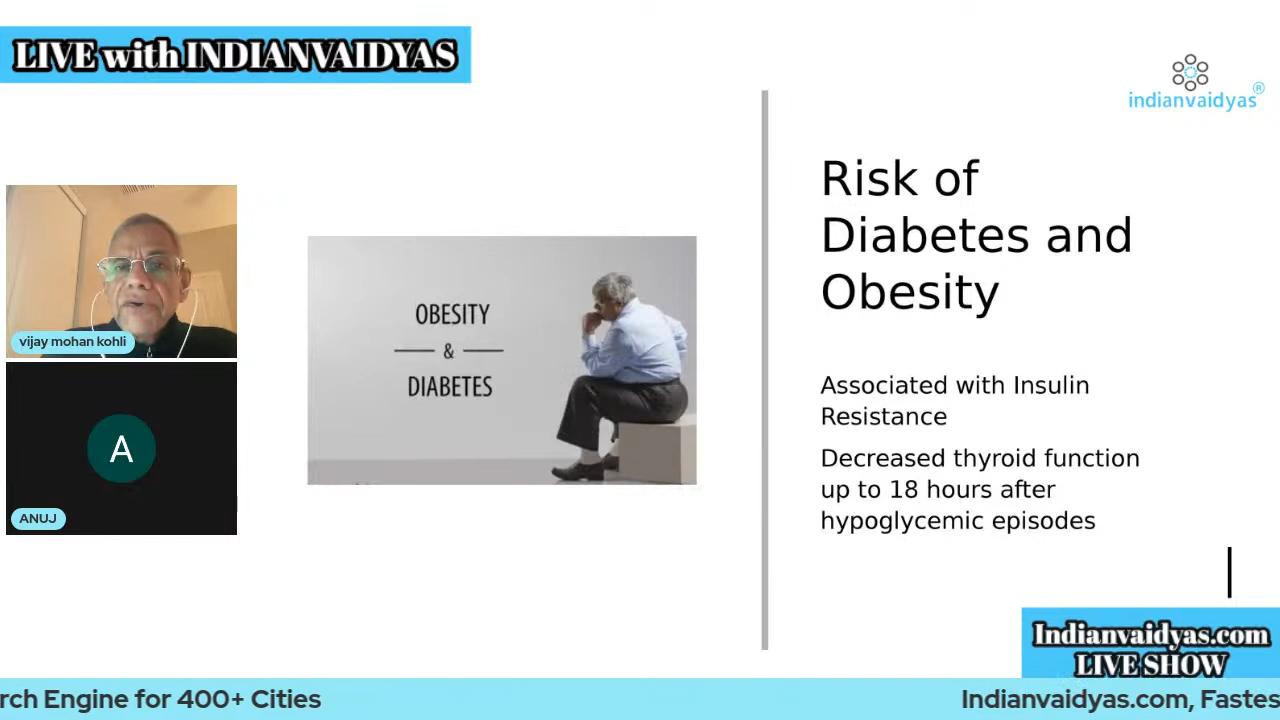 LIVE with INDIANVAIDYAS
indianvaidyas®
Risk of
Diabetes and
Obesity
OBESITY
&
DIABETES
vijay mohan kohli
Associated with Insulin
Resistance
Decreased thyroid function
up to 18 hours after
hypoglycemic episodes
A
ANUJ
Indianvaidyas.com
LIVE SHOW
rch Engine for 400+ Cities
Indianvaidyas.com, Fastes